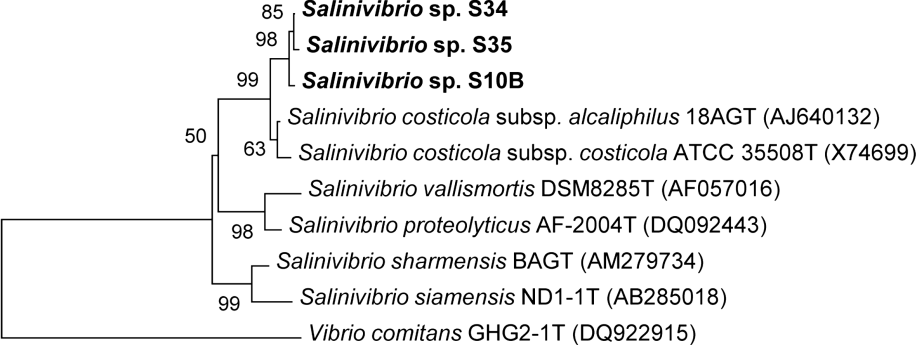 85
Salinivibrio sp. S34
98
Salinivibrio sp. S35
Salinivibrio sp. S10B
99
Salinivibrio costicola subsp. alcaliphilus 18AGT (AJ640132)
50
63
Salinivibrio costicola subsp. costicola ATCC 35508T (X74699)
Salinivibrio vallismortis DSM8285T (AF057016)
98
Salinivibrio proteolyticus AF-2004T (DQ092443)
Salinivibrio sharmensis BAGT (AM279734)
99
Salinivibrio siamensis ND1-1T (AB285018)
Vibrio comitans GHG2-1T (DQ922915)